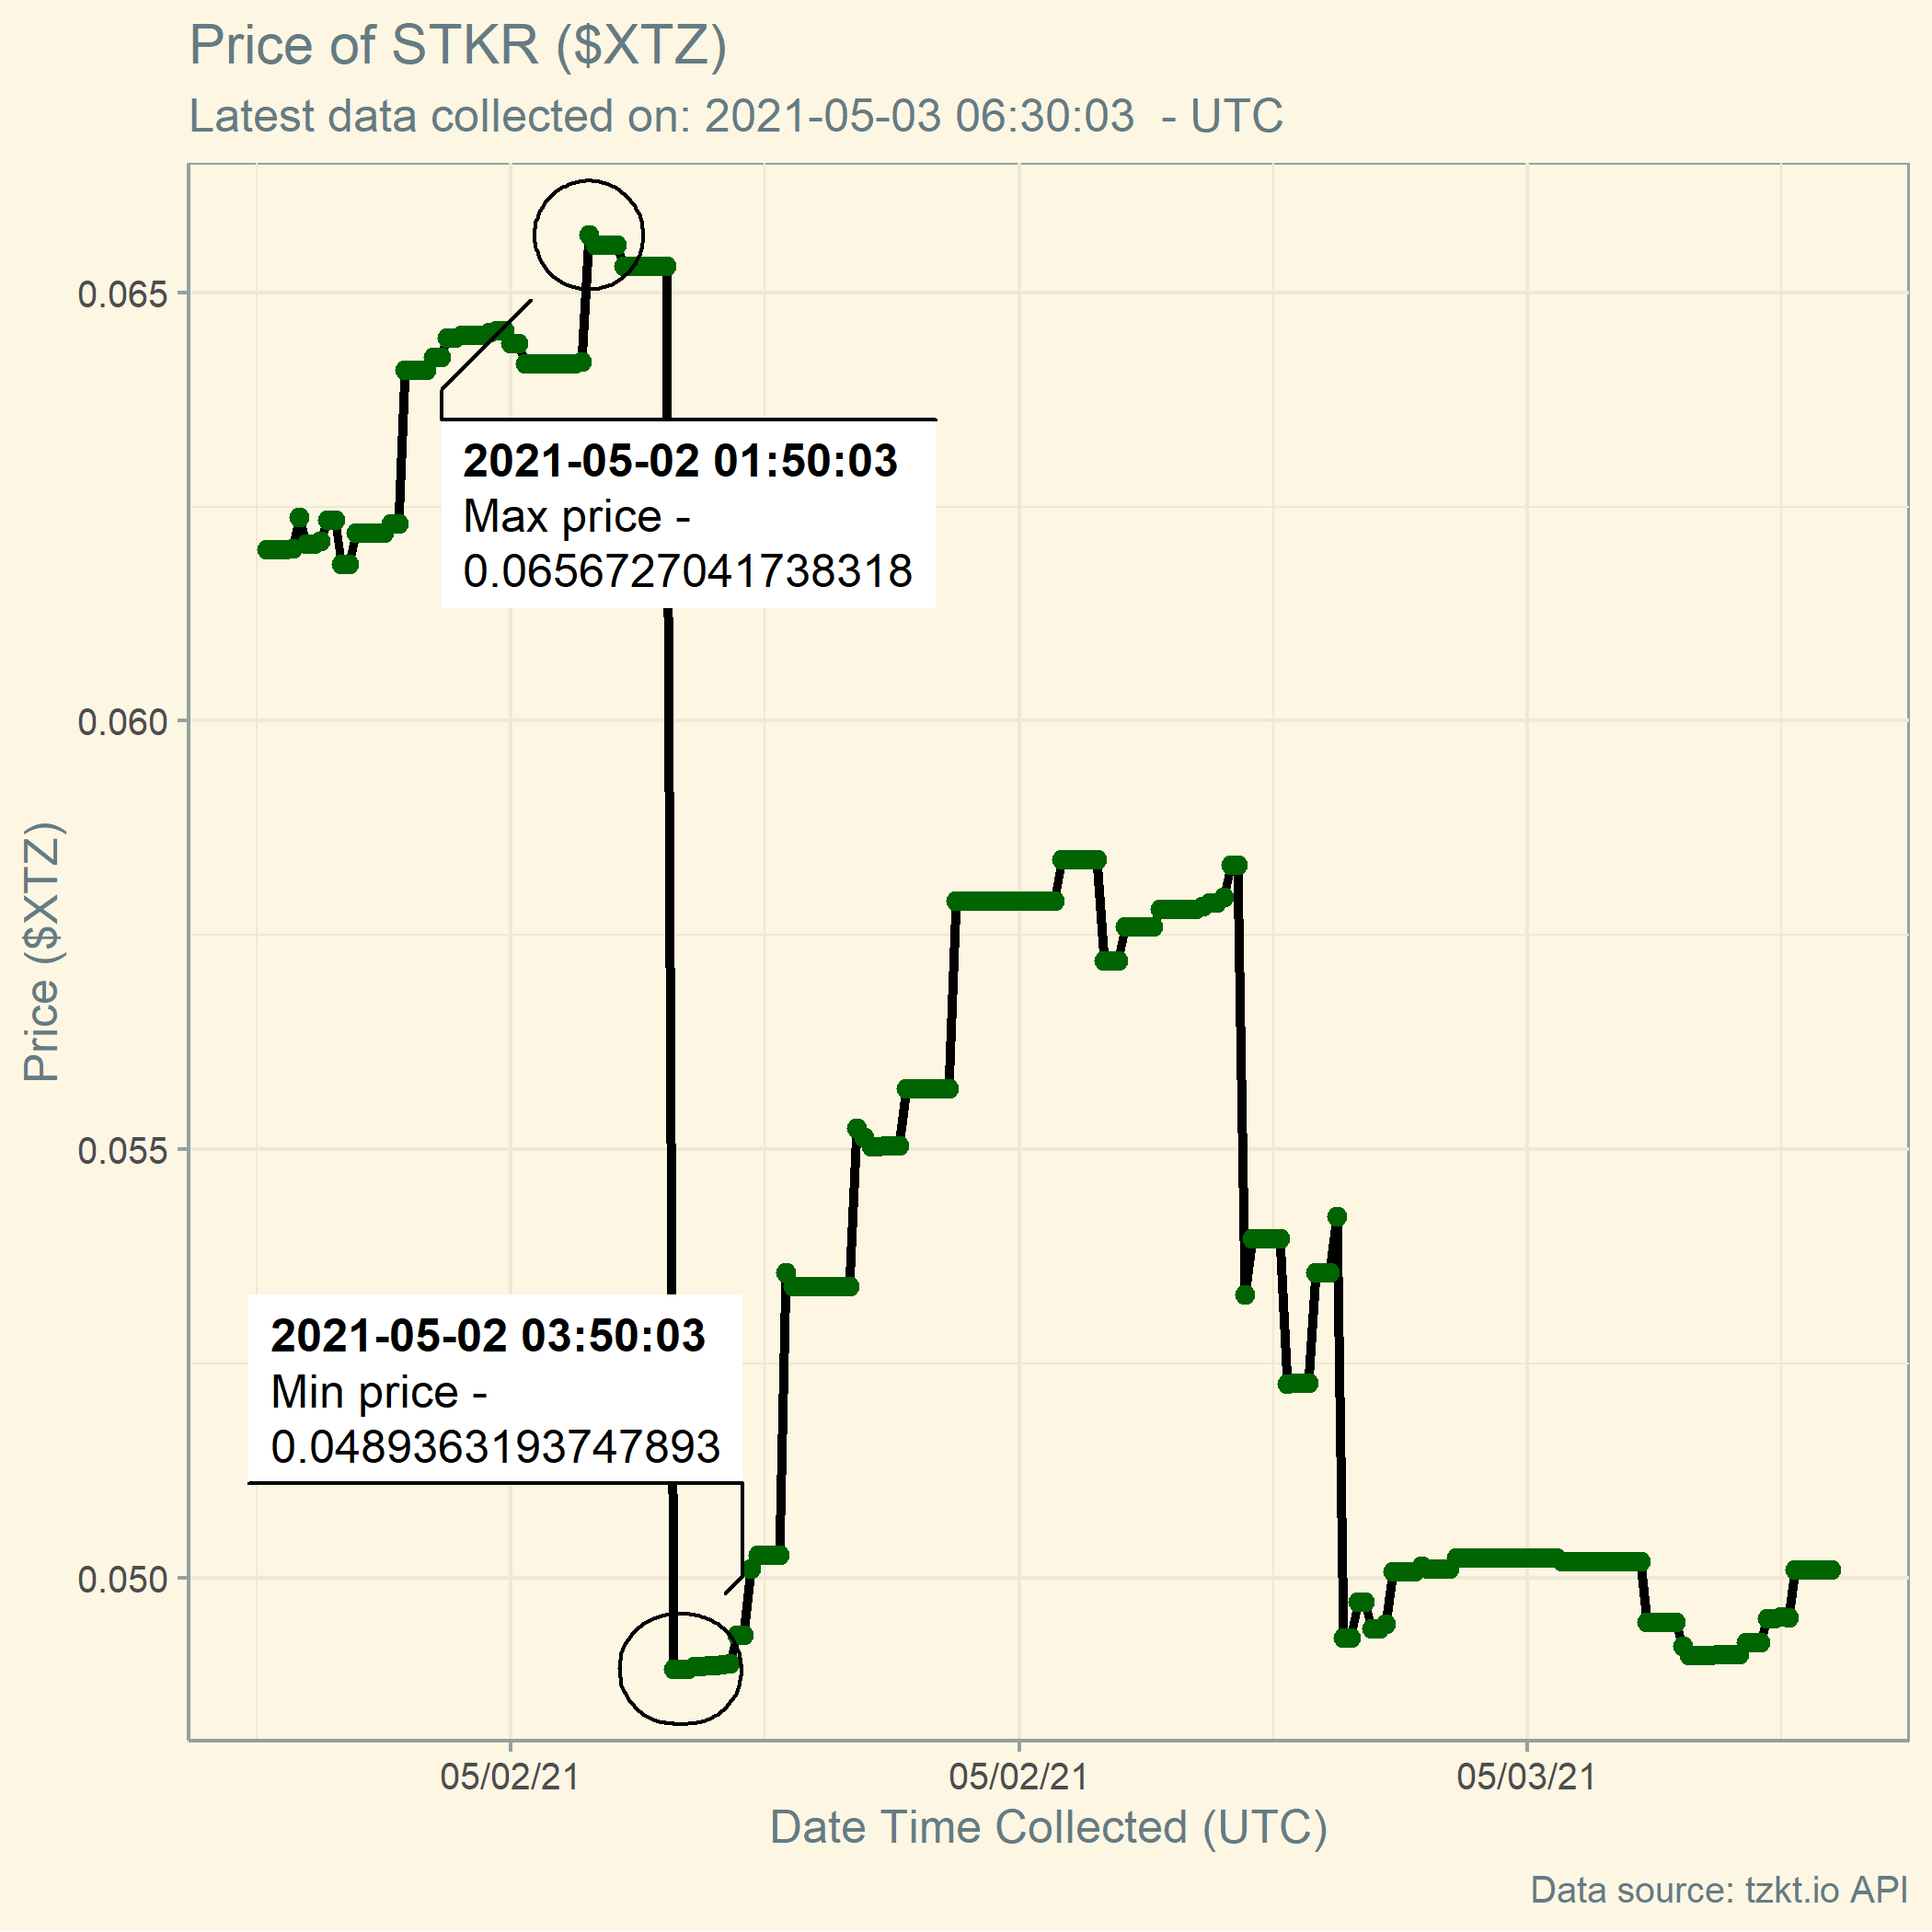 Price of STKR ($XTZ)
Latest data collected on: 2021-05-03 06:30:03  - UTC
0.065
2021-05-02 01:50:03
Max price -
0.0656727041738318
0.060
Price ($XTZ)
0.055
2021-05-02 03:50:03
Min price -
0.0489363193747893
0.050
05/02/21
05/02/21
05/03/21
Date Time Collected (UTC)
Data source: tzkt.io API